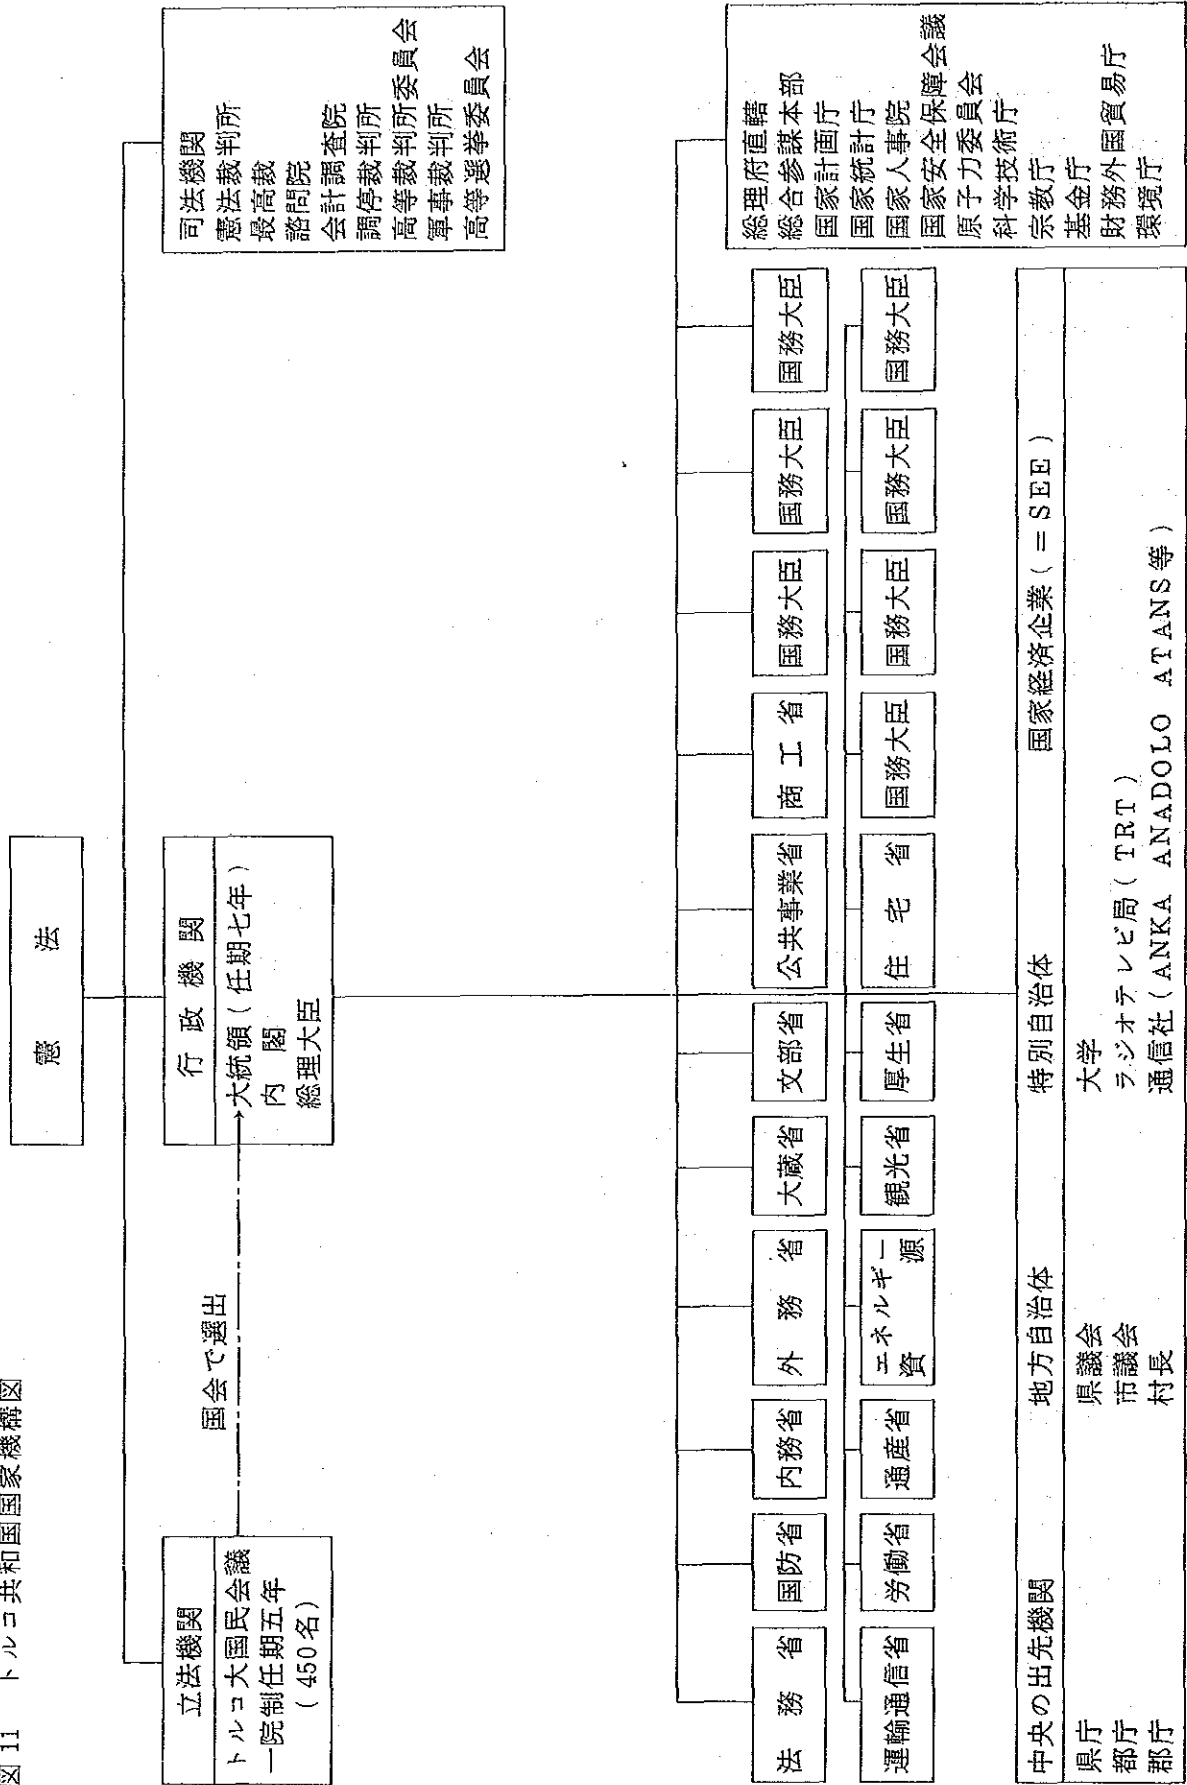 図 11　トルコ共和国国家機構図
憲　法
立法機関
トルコ大国民会議
一院制任期五年
(450名)
国会で選出
行 政 機 関
大統領（任期七年）
内　閣
総理大臣
司法機関
憲法裁判所
最高裁
諮問院
会計調査院
調停裁判所
高等裁判所委員会
軍事裁判所
高等選挙委員会
法 務 省
国防省
内務省
外 務 省
大蔵省
文部省
公共事業省
商 工 省
国務大臣
国務大臣
国務大臣
運輸通信省
労働省
通産省
エネルギー
資　源
観光省
厚生省
住 宅 省
国務大臣
国務大臣
国務大臣
国務大臣
総理府直轄
総合参謀本部
国家計画庁
国家統計庁
国家人事院
国家安全保障会議
原子力委員会
科学技術庁
宗教庁
基金庁
財務外国貿易庁
環境庁
中央の出先機関
県庁
都庁
郡庁
地方自治体
県議会
市議会
村長
特別自治体
大学
ラジオテレビ局（TRT）
通信社（ANKA ANADOLO ATANS等）
国家経済企業（＝SEE）